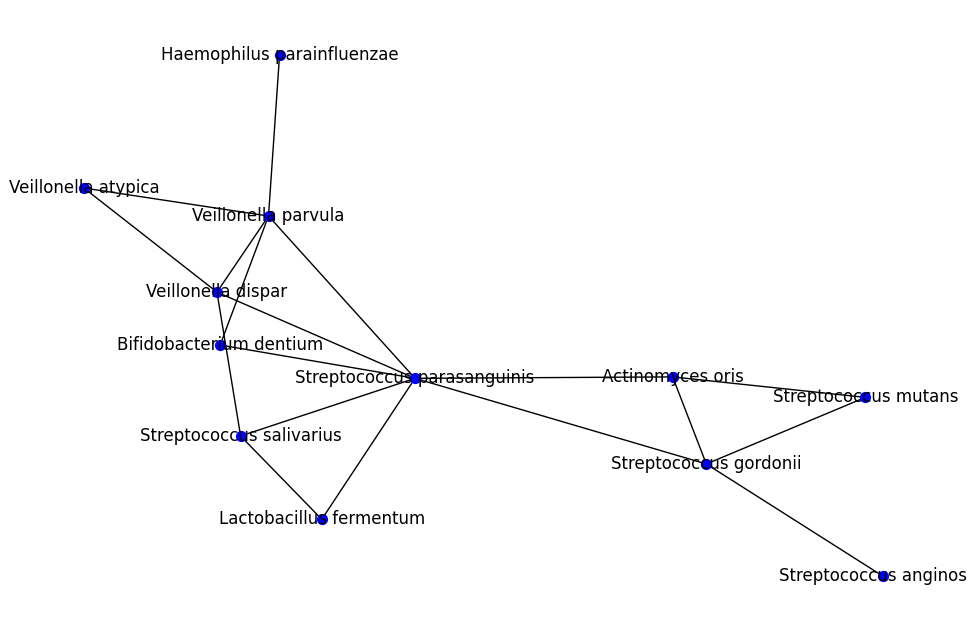 Haemophilus parainfluenzae
Veillonella atypica
Veillonella parvula
Veillonella dispar
Bifidobacterium dentium
Streptococcus parasanguinis
Actinomyces oris
Streptococcus mutans
Streptococcus salivarius
Streptococcus gordonii
Lactobacillus fermentum
Streptococcus anginos